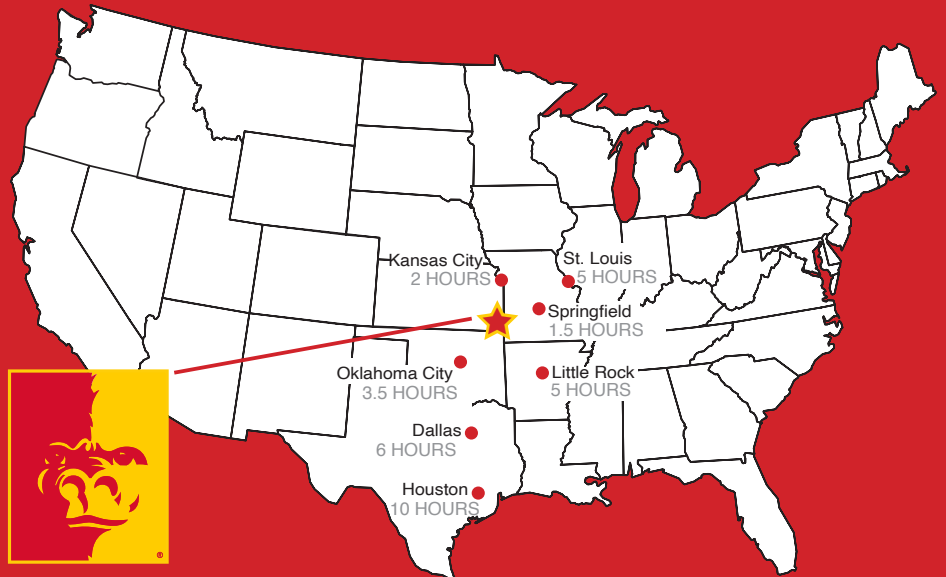 Kansas City
2 HOURS
St. Louis
5 HOURS
Springfield
1.5 HOURS
Oklahoma City
3.5 HOURS
Little Rock
5 HOURS
Dallas
6 HOURS
Houston
10 HOURS
®